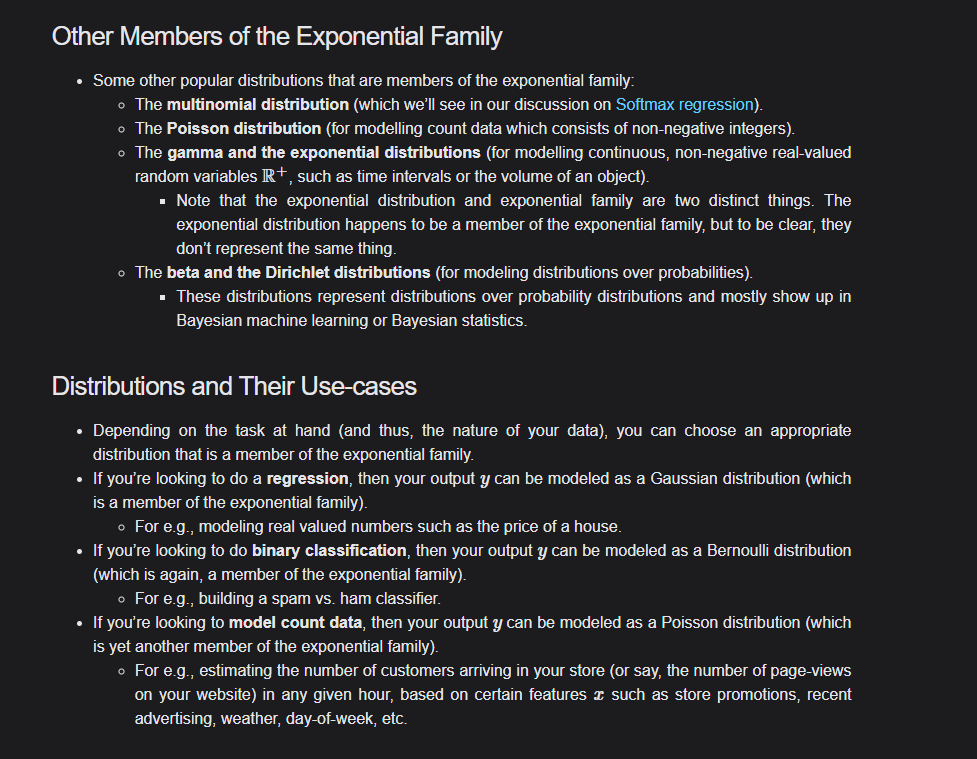 Other Members of the Exponential Family
• Some other popular distributions that are members of the exponential family:
◦ The multinomial distribution (which we'll see in our discussion on Softmax regression).
◦ The Poisson distribution (for modelling count data which consists of non-negative integers).
◦ The gamma and the exponential distributions (for modelling continuous, non-negative real-valued
random variables ℝ⁺, such as time intervals or the volume of an object).
▪ Note that the exponential distribution and exponential family are two distinct things. The
exponential distribution happens to be a member of the exponential family, but to be clear, they
don't represent the same thing.
◦ The beta and the Dirichlet distributions (for modeling distributions over probabilities).
▪ These distributions represent distributions over probability distributions and mostly show up in
Bayesian machine learning or Bayesian statistics.
Distributions and Their Use-cases
• Depending on the task at hand (and thus, the nature of your data), you can choose an appropriate
distribution that is a member of the exponential family.
• If you're looking to do a regression, then your output y can be modeled as a Gaussian distribution (which
is a member of the exponential family).
◦ For e.g., modeling real valued numbers such as the price of a house.
• If you're looking to do binary classification, then your output y can be modeled as a Bernoulli distribution
(which is again, a member of the exponential family).
◦ For e.g., building a spam vs. ham classifier.
• If you're looking to model count data, then your output y can be modeled as a Poisson distribution (which
is yet another member of the exponential family).
◦ For e.g., estimating the number of customers arriving in your store (or say, the number of page-views
on your website) in any given hour, based on certain features x such as store promotions, recent
advertising, weather, day-of-week, etc.